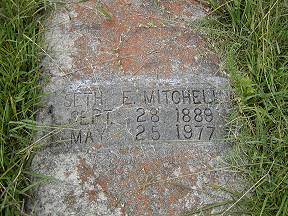 SETH E. MITCHELL
SEPT. 28 1889
MAY 25 1977